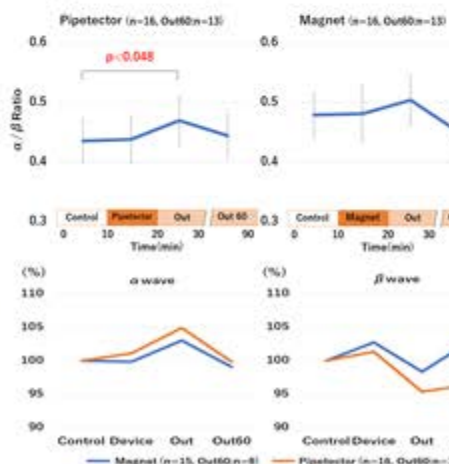 Pipetector (n=16, Out60:n=13)
Magnet (n=16, Out60:n=13)
0.6
0.6
p<0.048
α / β Ratio
0.5
0.5
0.4
0.4
0.3
Control Pipetector Out Out 60
0.3
Control Magnet Out
0 10 20 30 90
0 10 20 30
Time(min)
Time(min)
(%)
α wave
(%)
β wave
110
110
105
105
100
100
95
95
90
90
Control Device Out Out60
Control Device Out
Magnet (n=15, Out60:n=8)
Pipetector (n=16, Out60:n=